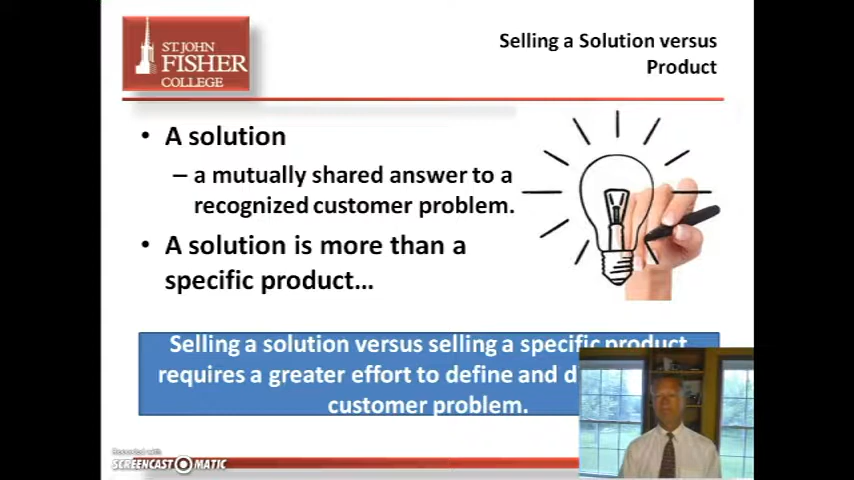 ST. JOHN
FISHER
COLLEGE
Selling a Solution versus
Product
• A solution
– a mutually shared answer to a
recognized customer problem.
• A solution is more than a
specific product...
Selling a solution versus selling a specific product
requires a greater effort to define and
customer problem.
Recorded with
SCREENCAST O MATIC